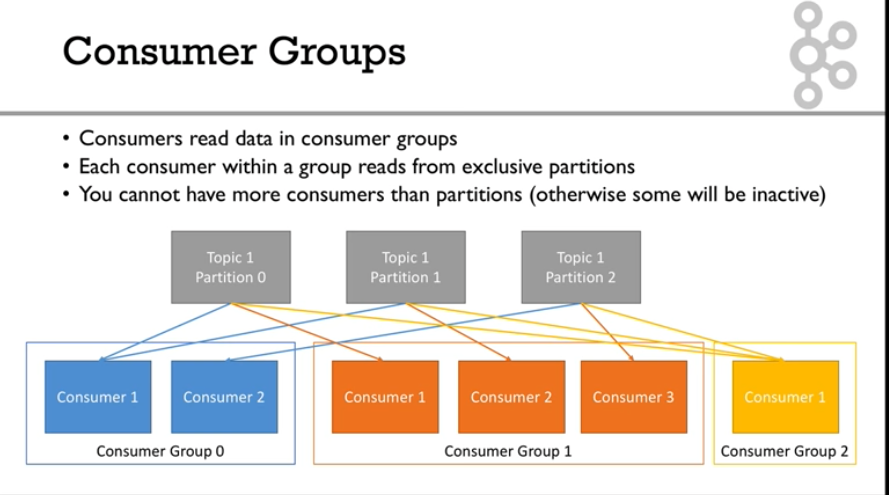 Consumer Groups
• Consumers read data in consumer groups
• Each consumer within a group reads from exclusive partitions
• You cannot have more consumers than partitions (otherwise some will be inactive)
Topic 1
Partition 0
Topic 1
Partition 1
Topic 1
Partition 2
Consumer 1
Consumer 2
Consumer Group 0
Consumer 1
Consumer 2
Consumer 3
Consumer Group 1
Consumer 1
Consumer Group 2